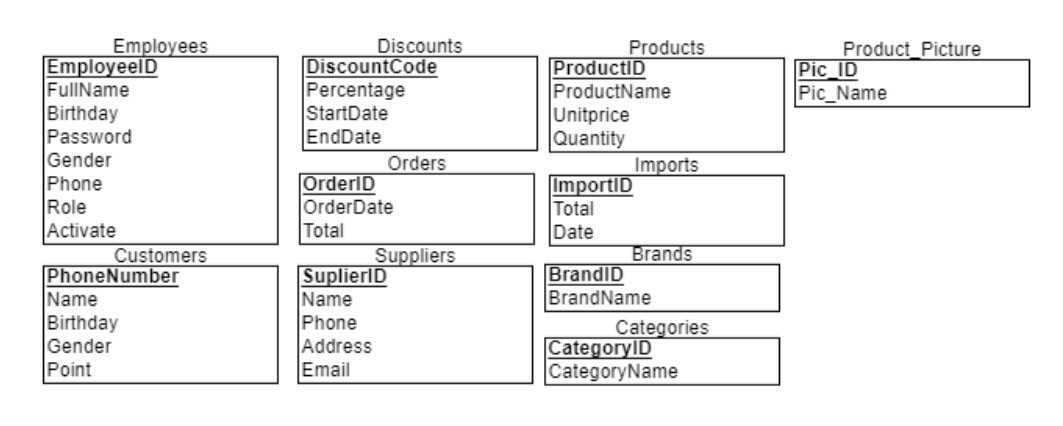 Employees
EmployeeID
FullName
Birthday
Password
Gender
Phone
Role
Activate
Customers
PhoneNumber
Name
Birthday
Gender
Point
Discounts
DiscountCode
Percentage
StartDate
EndDate
Orders
OrderID
OrderDate
Total
Suppliers
SuplierID
Name
Phone
Address
Email
Products
ProductID
ProductName
Unitprice
Quantity
Imports
ImportID
Total
Date
Brands
BrandID
BrandName
Categories
CategoryID
CategoryName
Product_Picture
Pic_ID
Pic_Name